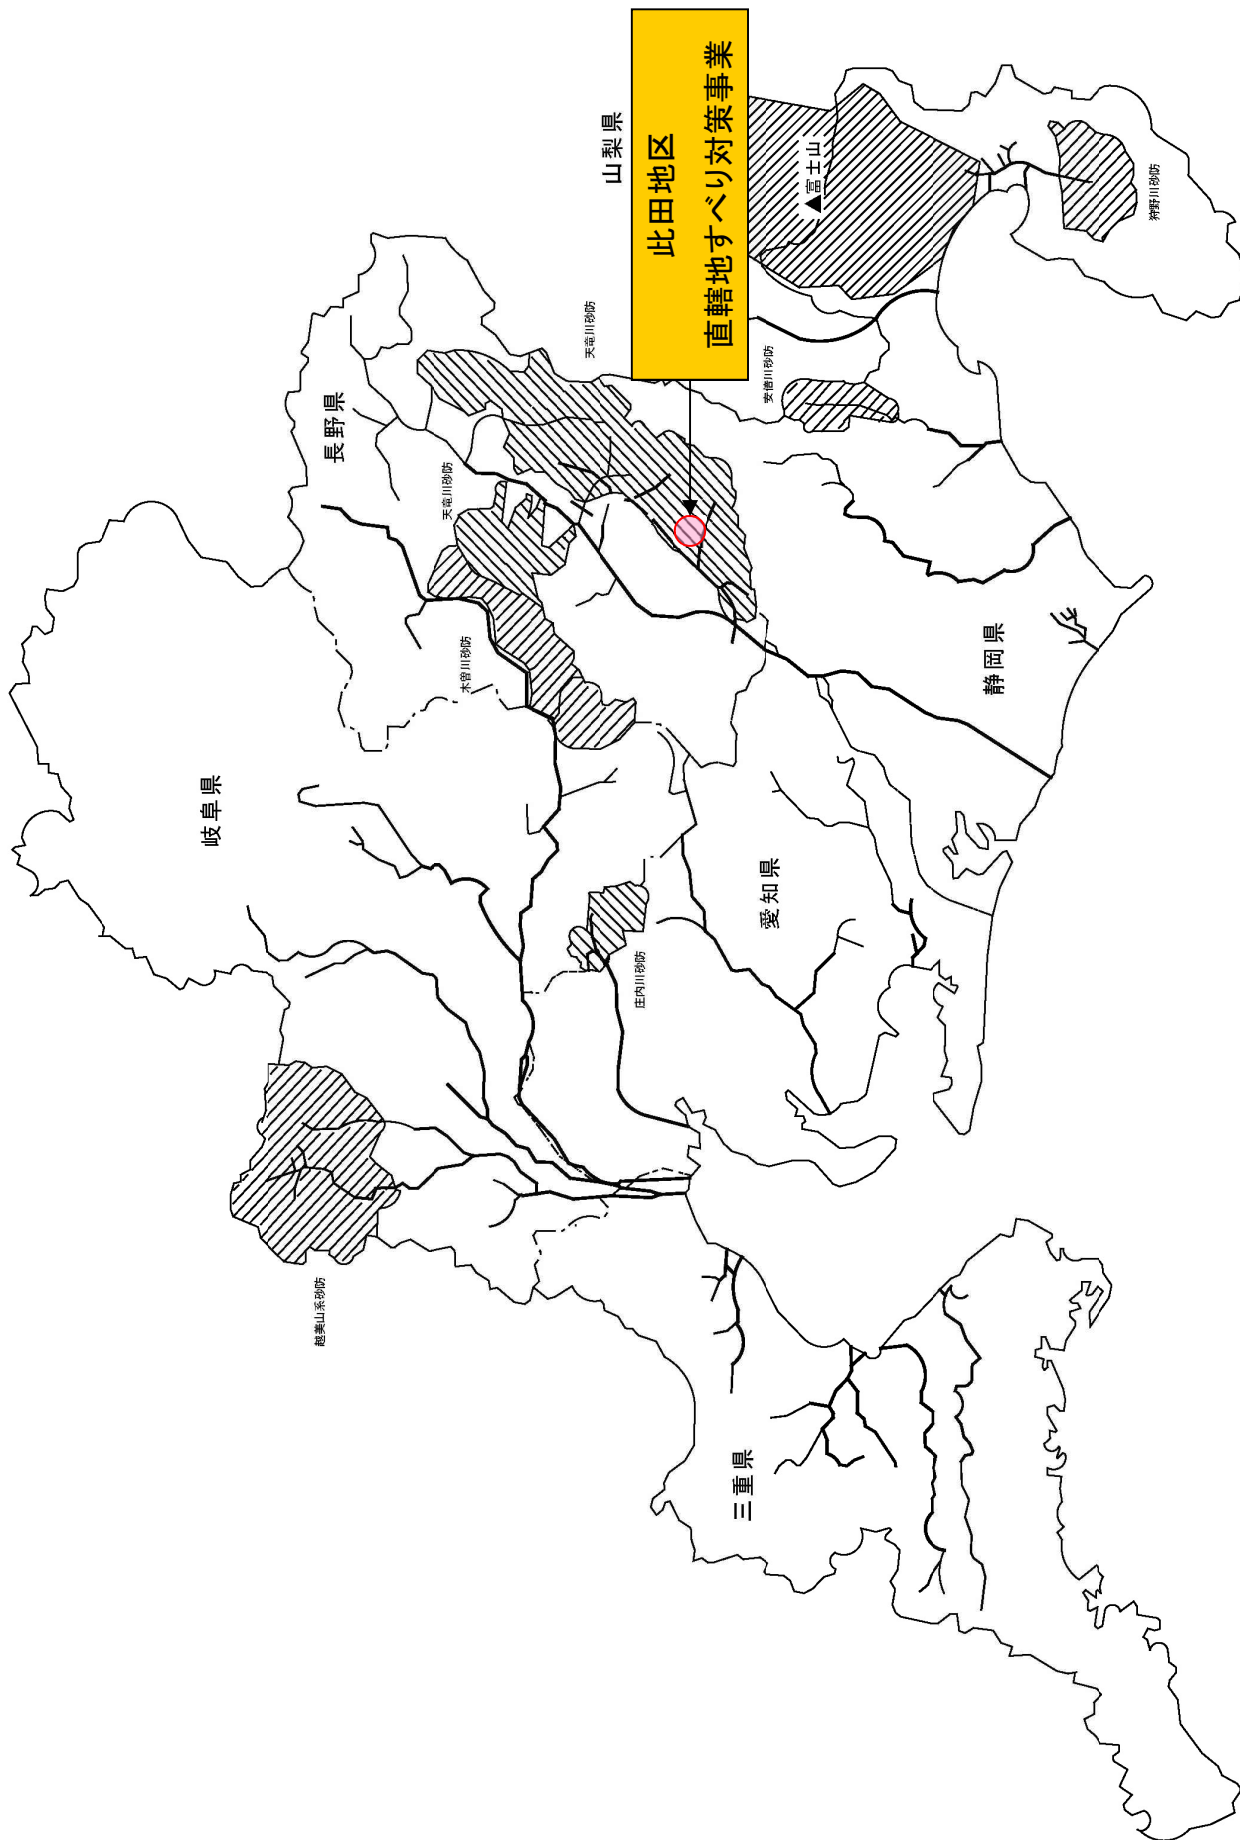 此田地区
直轄地すべり対策事業
山梨県
富士山
狩野川砂防
安倍川砂防
天竜川砂防
長野県
天竜川砂防
木曽川砂防
静岡県
岐阜県
愛知県
庄内川砂防
越美山系砂防
三重県